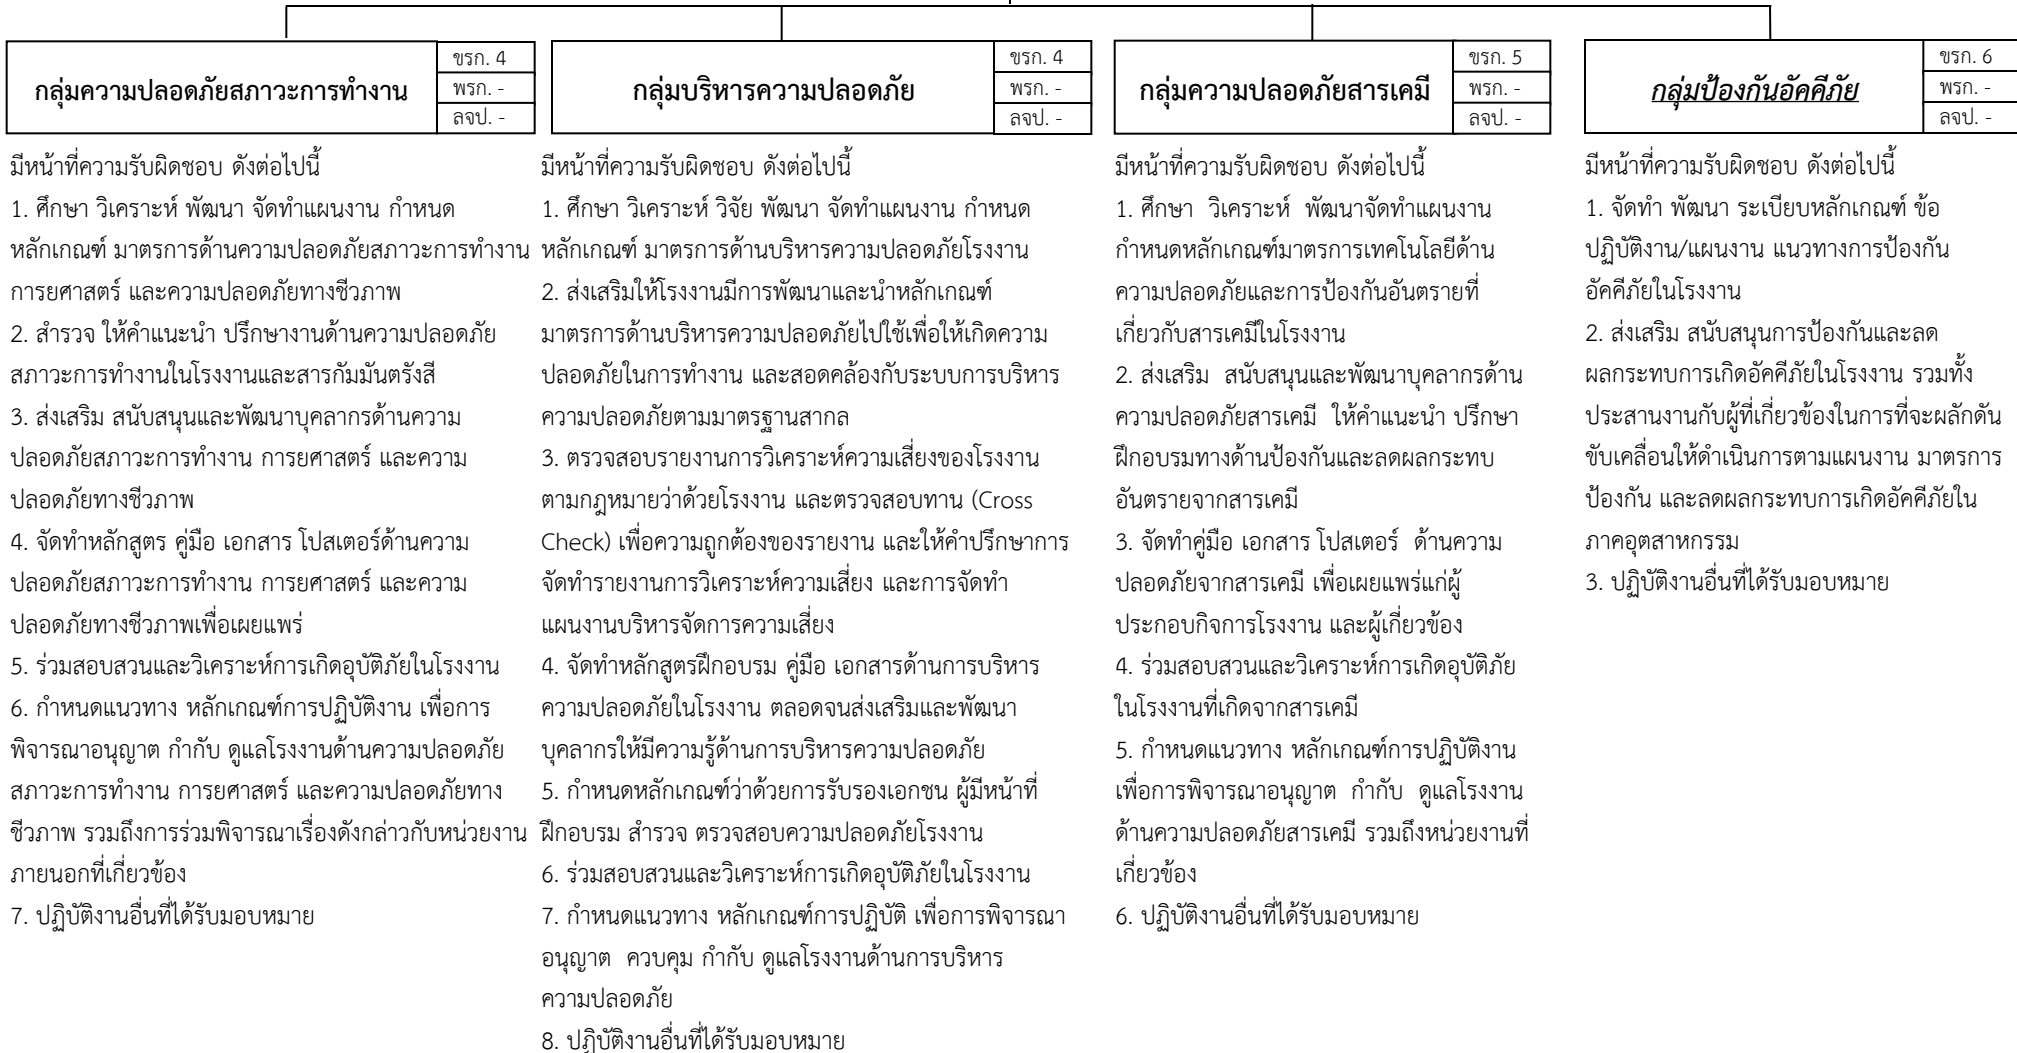 กลุ่มความปลอดภัยสภาวะการทำงาน
ขรก. 4
พรก. -
ลจป. -
มีหน้าที่ความรับผิดชอบ ดังต่อไปนี้
1. ศึกษา วิเคราะห์ พัฒนา จัดทำแผนงาน กำหนด
หลักเกณฑ์ มาตรการด้านความปลอดภัยสภาวะการทำงาน
การยศาสตร์ และความปลอดภัยทางชีวภาพ
2. สำรวจ ให้คำแนะนำ ปรึกษางานด้านความปลอดภัย
สภาวะการทำงานในโรงงานและสารกัมมันตรังสี
3. ส่งเสริม สนับสนุนและพัฒนาบุคลากรด้านความ
ปลอดภัยสภาวะการทำงาน การยศาสตร์ และความ
ปลอดภัยทางชีวภาพ
4. จัดทำหลักสูตร คู่มือ เอกสาร โปสเตอร์ด้านความ
ปลอดภัยสภาวะการทำงาน การยศาสตร์ และความ
ปลอดภัยทางชีวภาพเพื่อเผยแพร่
5. ร่วมสอบสวนและวิเคราะห์การเกิดอุบัติภัยในโรงงาน
6. กำหนดแนวทาง หลักเกณฑ์การปฏิบัติงาน เพื่อการ
พิจารณาอนุญาต กำกับ ดูแลโรงงานด้านความปลอดภัย
สภาวะการทำงาน การยศาสตร์ และความปลอดภัยทาง
ชีวภาพ รวมถึงการร่วมพิจารณาเรื่องดังกล่าวกับหน่วยงาน
ภายนอกที่เกี่ยวข้อง
7. ปฏิบัติงานอื่นที่ได้รับมอบหมาย
กลุ่มบริหารความปลอดภัย
ขรก. 4
พรก. -
ลจป. -
มีหน้าที่ความรับผิดชอบ ดังต่อไปนี้
1. ศึกษา วิเคราะห์ วิจัย พัฒนา จัดทำแผนงาน กำหนด
หลักเกณฑ์ มาตรการด้านบริหารความปลอดภัยโรงงาน
2. ส่งเสริมให้โรงงานมีการพัฒนาและนำหลักเกณฑ์
มาตรการด้านบริหารความปลอดภัยไปใช้เพื่อให้เกิดความ
ปลอดภัยในการทำงาน และสอดคล้องกับระบบการบริหาร
ความปลอดภัยตามมาตรฐานสากล
3. ตรวจสอบรายงานการวิเคราะห์ความเสี่ยงของโรงงาน
ตามกฎหมายว่าด้วยโรงงาน และตรวจสอบทาน (Cross
Check) เพื่อความถูกต้องของรายงาน และให้คำปรึกษาการ
จัดทำรายงานการวิเคราะห์ความเสี่ยง และการจัดทำ
แผนงานบริหารจัดการความเสี่ยง
4. จัดทำหลักสูตรฝึกอบรม คู่มือ เอกสารด้านการบริหาร
ความปลอดภัยในโรงงาน ตลอดจนส่งเสริมและพัฒนา
บุคลากรให้มีความรู้ด้านการบริหารความปลอดภัย
5. กำหนดหลักเกณฑ์ว่าด้วยการรับรองเอกชน ผู้มีหน้าที่
ฝึกอบรม สำรวจ ตรวจสอบความปลอดภัยโรงงาน
6. ร่วมสอบสวนและวิเคราะห์การเกิดอุบัติภัยในโรงงาน
7. กำหนดแนวทาง หลักเกณฑ์การปฏิบัติ เพื่อการพิจารณา
อนุญาต ควบคุม กำกับ ดูแลโรงงานด้านการบริหาร
ความปลอดภัย
8. ปฏิบัติงานอื่นที่ได้รับมอบหมาย
กลุ่มความปลอดภัยสารเคมี
ขรก. 5
พรก. -
ลจป. -
มีหน้าที่ความรับผิดชอบ ดังต่อไปนี้
1. ศึกษา วิเคราะห์ พัฒนาจัดทำแผนงาน
กำหนดหลักเกณฑ์มาตรการเทคโนโลยีด้าน
ความปลอดภัยและการป้องกันอันตรายที่
เกี่ยวกับสารเคมีในโรงงาน
2. ส่งเสริม สนับสนุนและพัฒนาบุคลากรด้าน
ความปลอดภัยสารเคมี ให้คำแนะนำ ปรึกษา
ฝึกอบรมทางด้านป้องกันและลดผลกระทบ
อันตรายจากสารเคมี
3. จัดทำคู่มือ เอกสาร โปสเตอร์ ด้านความ
ปลอดภัยจากสารเคมี เพื่อเผยแพร่แก่ผู้
ประกอบกิจการโรงงาน และผู้เกี่ยวข้อง
4. ร่วมสอบสวนและวิเคราะห์การเกิดอุบัติภัย
ในโรงงานที่เกิดจากสารเคมี
5. กำหนดแนวทาง หลักเกณฑ์การปฏิบัติงาน
เพื่อการพิจารณาอนุญาต กำกับ ดูแลโรงงาน
ด้านความปลอดภัยสารเคมี รวมถึงหน่วยงานที่
เกี่ยวข้อง
6. ปฏิบัติงานอื่นที่ได้รับมอบหมาย
กลุ่มป้องกันอัคคีภัย
ขรก. 6
พรก. -
ลจป. -
มีหน้าที่ความรับผิดชอบ ดังต่อไปนี้
1. จัดทำ พัฒนา ระเบียบหลักเกณฑ์ ข้อ
ปฏิบัติงาน/แผนงาน แนวทางการป้องกัน
อัคคีภัยในโรงงาน
2. ส่งเสริม สนับสนุนการป้องกันและลด
ผลกระทบการเกิดอัคคีภัยในโรงงาน รวมทั้ง
ประสานงานกับผู้ที่เกี่ยวข้องในการที่จะผลักดัน
ขับเคลื่อนให้ดำเนินการตามแผนงาน มาตรการ
ป้องกัน และลดผลกระทบการเกิดอัคคีภัยใน
ภาคอุตสาหกรรม
3. ปฏิบัติงานอื่นที่ได้รับมอบหมาย